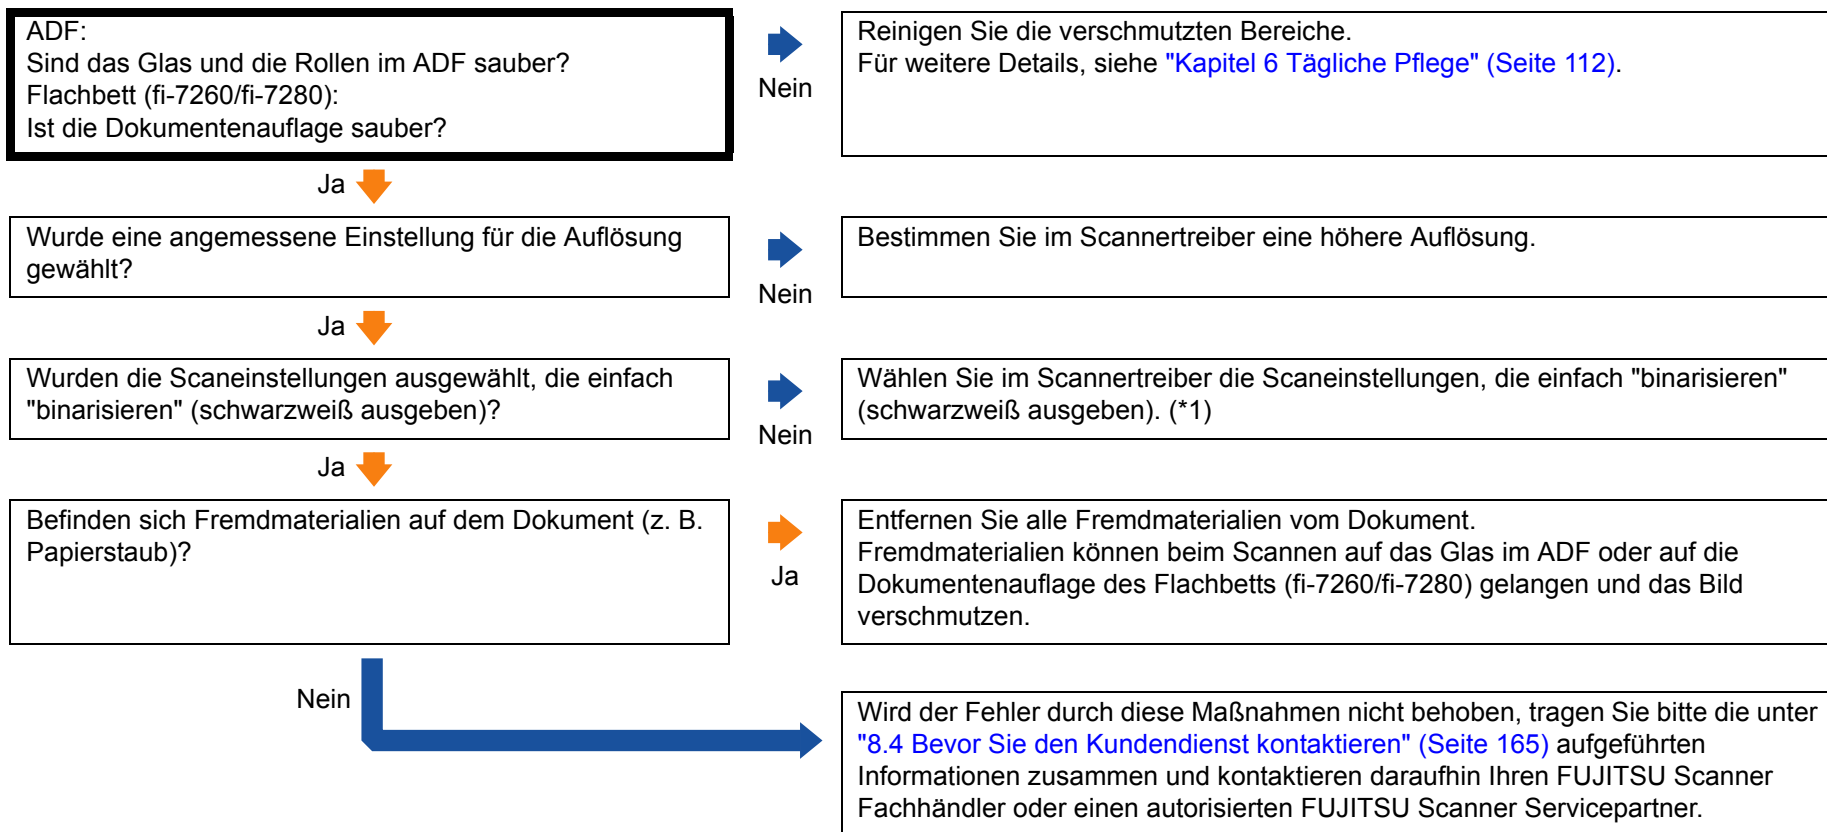 ADF:
Sind das Glas und die Rollen im ADF sauber?
Flachbett (fi-7260/fi-7280):
Ist die Dokumentenauflage sauber?
Nein
Reinigen Sie die verschmutzten Bereiche.
Für weitere Details, siehe "Kapitel 6 Tägliche Pflege" (Seite 112).
Ja
Wurde eine angemessene Einstellung für die Auflösung
gewählt?
Nein
Bestimmen Sie im Scannertreiber eine höhere Auflösung.
Ja
Wurden die Scaneinstellungen ausgewählt, die einfach
"binarisieren" (schwarzweiß ausgeben)?
Nein
Wählen Sie im Scannertreiber die Scaneinstellungen, die einfach "binarisieren"
(schwarzweiß ausgeben). (*1)
Ja
Befinden sich Fremdmaterialien auf dem Dokument (z. B.
Papierstaub)?
Ja
Entfernen Sie alle Fremdmaterialien vom Dokument.
Fremdmaterialien können beim Scannen auf das Glas im ADF oder auf die
Dokumentenauflage des Flachbetts (fi-7260/fi-7280) gelangen und das Bild
verschmutzen.
Nein
Wird der Fehler durch diese Maßnahmen nicht behoben, tragen Sie bitte die unter
"8.4 Bevor Sie den Kundendienst kontaktieren" (Seite 165) aufgeführten
Informationen zusammen und kontaktieren daraufhin Ihren FUJITSU Scanner
Fachhändler oder einen autorisierten FUJITSU Scanner Servicepartner.